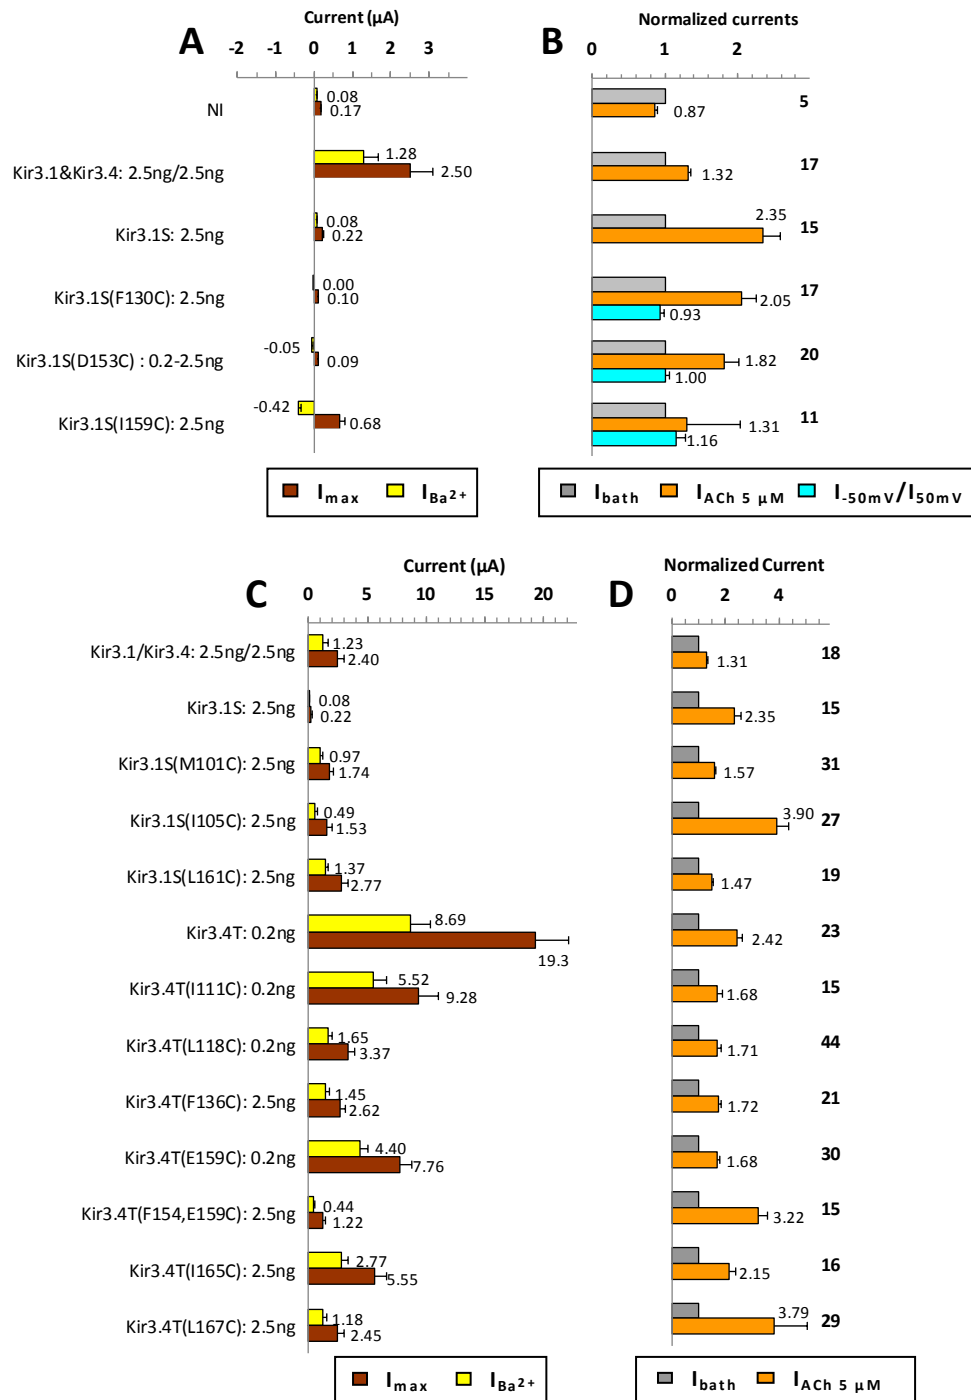 Current (µA)
Normalized currents
A
B
-2 -1 0 1 2 3
0 1 2
NI
0.08
0.17
0.87
5
Kir3.1&Kir3.4: 2.5ng/2.5ng
1.28
2.50
1.32
17
Kir3.1S: 2.5ng
0.08
0.22
2.35
15
Kir3.1S(F130C): 2.5ng
0.00
0.10
2.05
0.93
17
Kir3.1S(D153C) : 0.2-2.5ng
-0.05
0.09
1.82
1.00
20
Kir3.1S(I159C): 2.5ng
-0.42
0.68
1.31
1.16
11
Imax IBa2+
Ibath IACh 5 µM I-50mV/I50mV
Current (µA)
Normalized Current
C
D
0 5 10 15 20
0 2 4
Kir3.1/Kir3.4: 2.5ng/2.5ng
1.23
2.40
1.31
18
Kir3.1S: 2.5ng
0.08
0.22
2.35
15
Kir3.1S(M101C): 2.5ng
0.97
1.74
1.57
31
Kir3.1S(I105C): 2.5ng
0.49
1.53
3.90
27
Kir3.1S(L161C): 2.5ng
1.37
2.77
1.47
19
Kir3.4T: 0.2ng
8.69
19.3
2.42
23
Kir3.4T(I111C): 0.2ng
5.52
9.28
1.68
15
Kir3.4T(L118C): 0.2ng
1.65
3.37
1.71
44
Kir3.4T(F136C): 2.5ng
1.45
2.62
1.72
21
Kir3.4T(E159C): 0.2ng
4.40
7.76
1.68
30
Kir3.4T(F154,E159C): 2.5ng
0.44
1.22
3.22
15
Kir3.4T(I165C): 2.5ng
2.77
5.55
2.15
16
Kir3.4T(L167C): 2.5ng
1.18
2.45
3.79
29
Imax IBa2+
Ibath IACh 5 µM